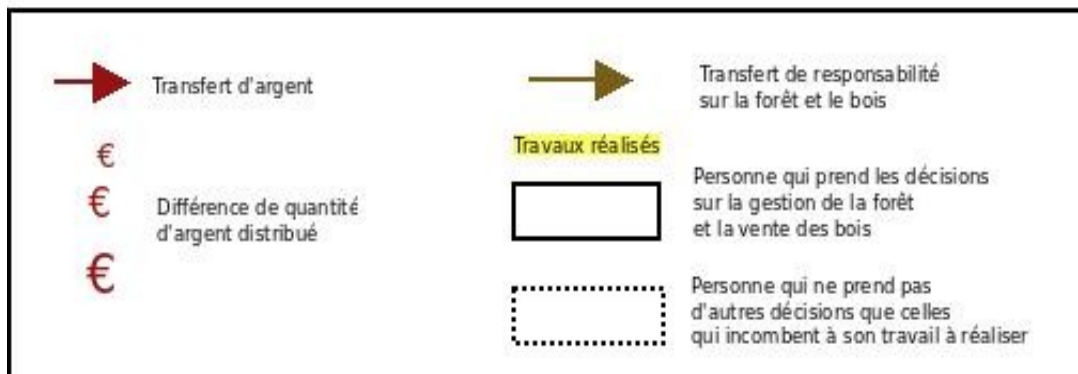 Transfert d'argent
€
€
Différence de quantité
d'argent distribué
€
Transfert de responsabilité
sur la forêt et le bois
Travaux réalisés
Personne qui prend les décisions
sur la gestion de la forêt
et la vente des bois
Personne qui ne prend pas
d'autres décisions que celles
qui incombent à son travail à réaliser